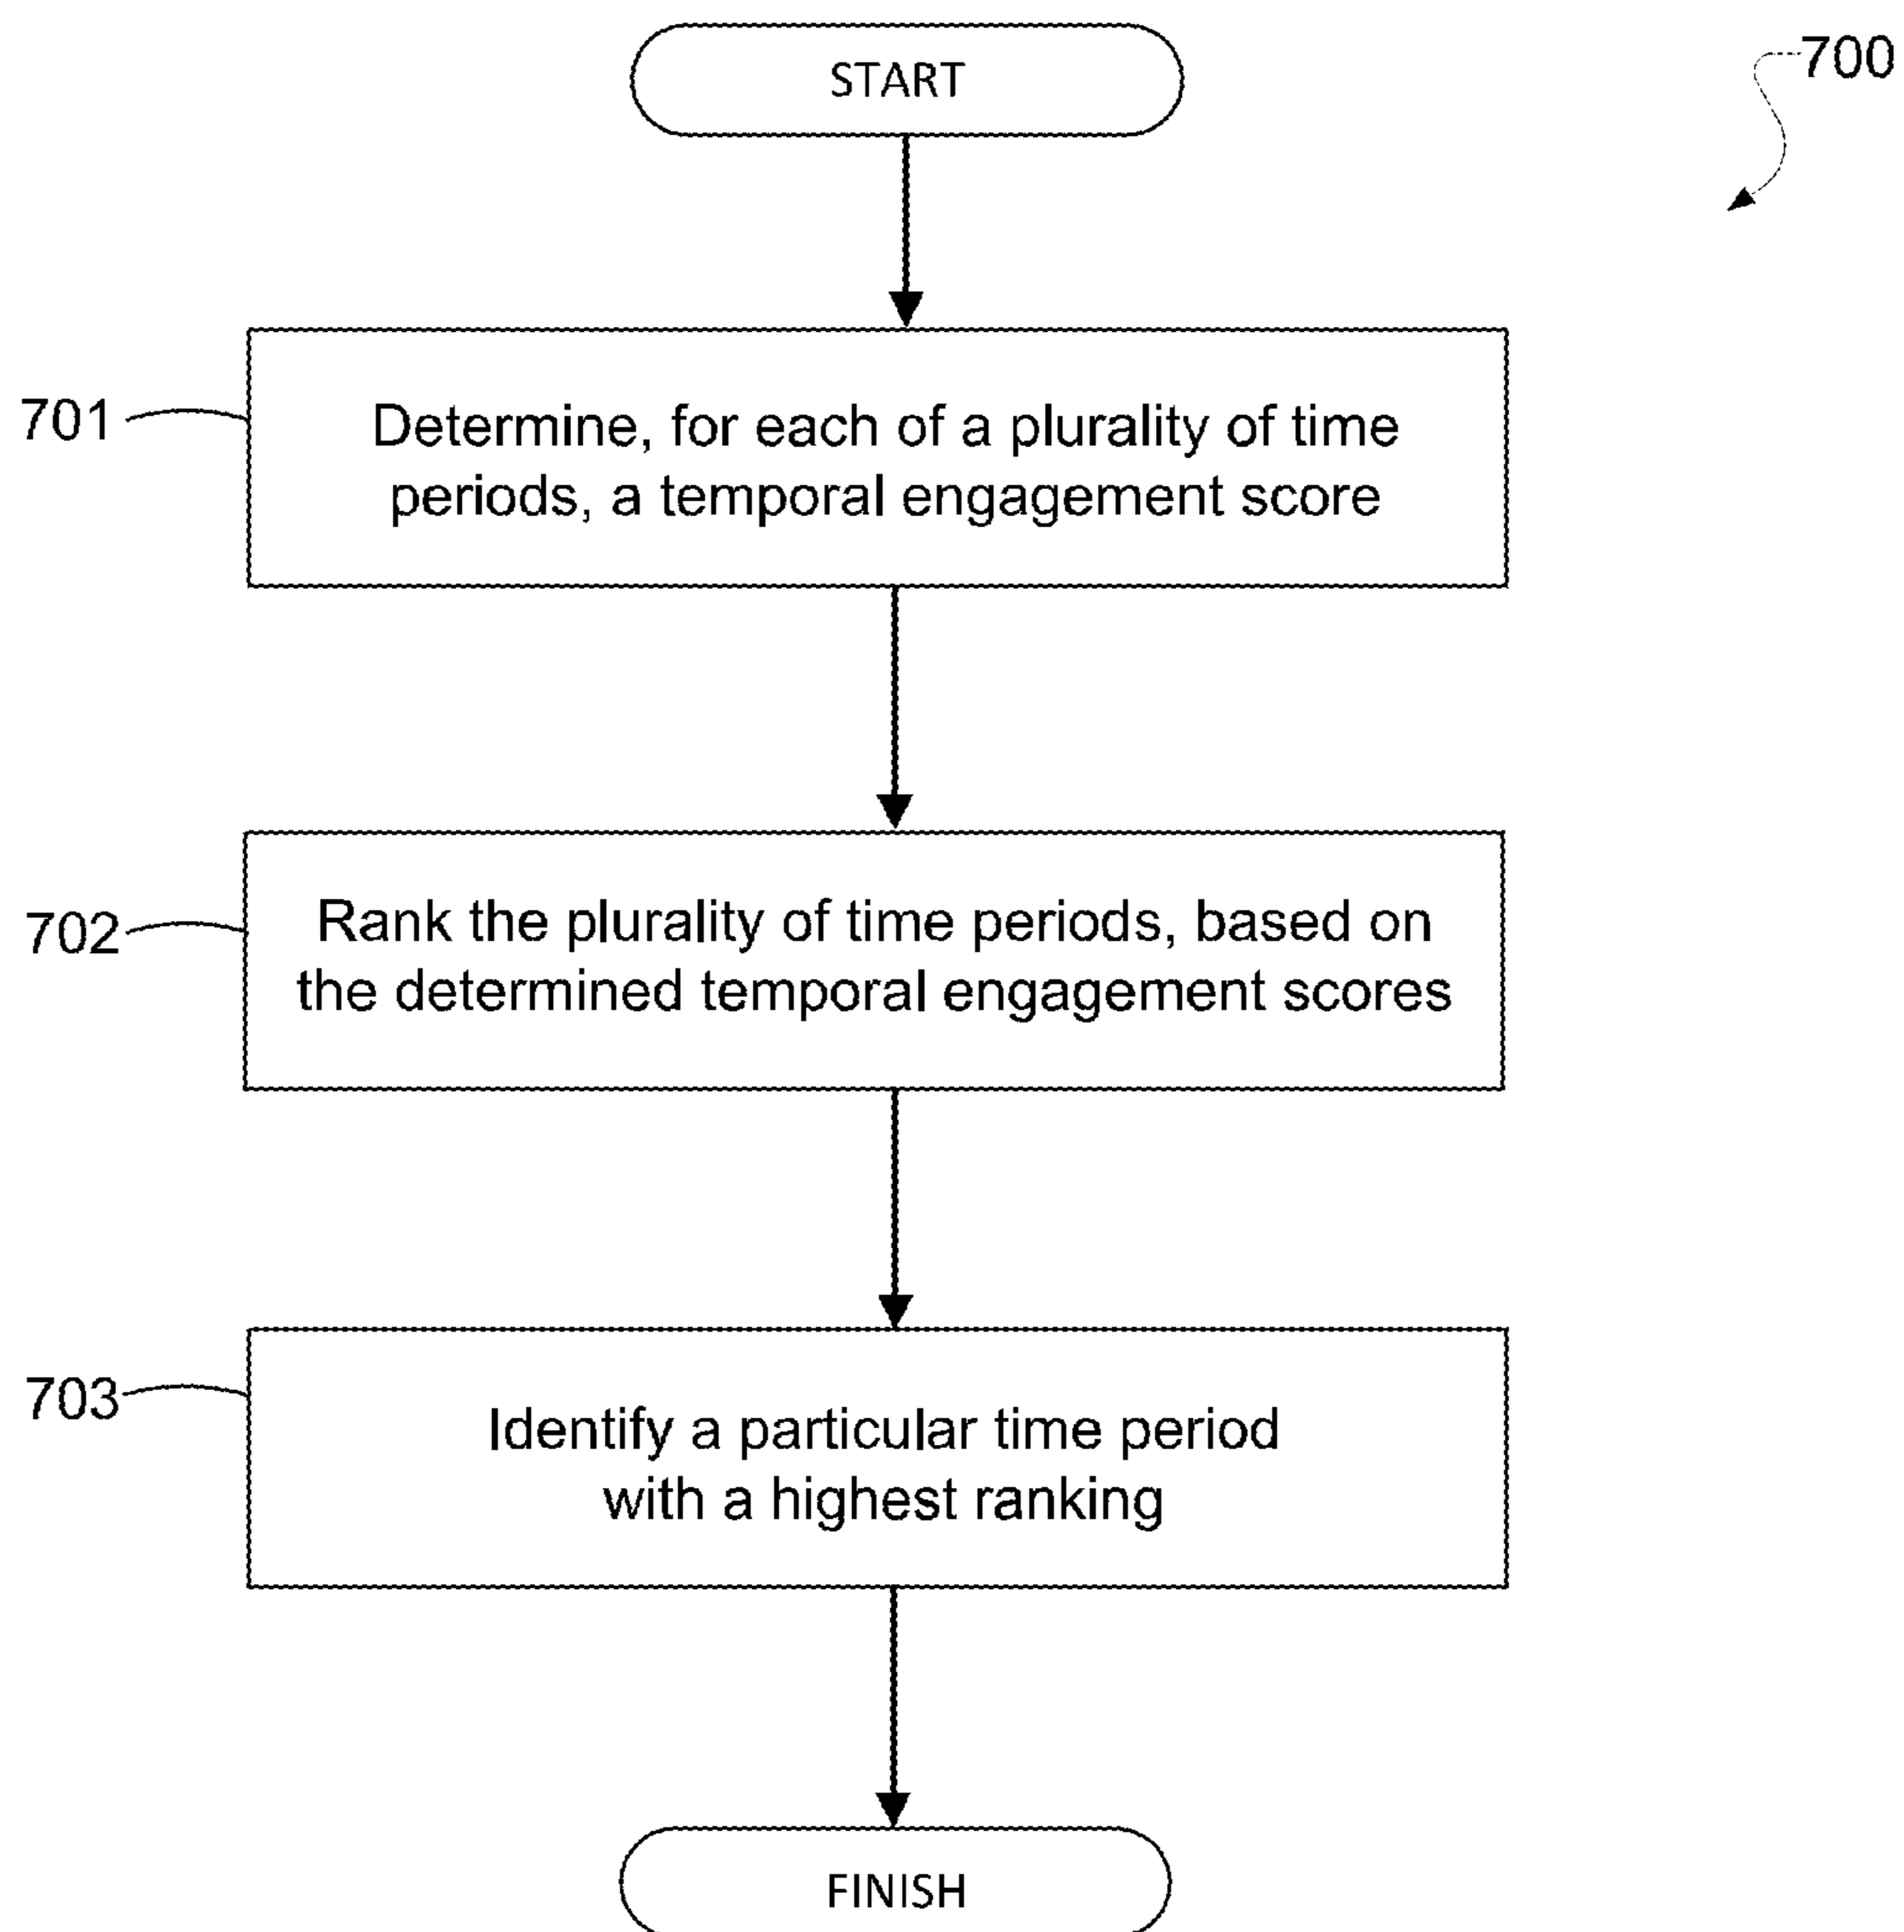 START
700
701
Determine, for each of a plurality of time
periods, a temporal engagement score
702
Rank the plurality of time periods, based on
the determined temporal engagement scores
703
Identify a particular time period
with a highest ranking
FINISH